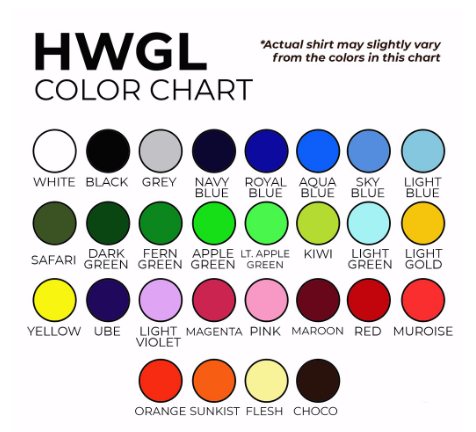 HWGL
COLOR CHART
*Actual shirt may slightly vary
from the colors in this chart
WHITE
BLACK
GREY
NAVY
BLUE
ROYAL
BLUE
AQUA
BLUE
SKY
BLUE
LIGHT
BLUE
SAFARI
DARK
GREEN
FERN
GREEN
APPLE
GREEN
LT. APPLE
GREEN
KIWI
LIGHT
GREEN
LIGHT
GOLD
YELLOW
UBE
LIGHT
VIOLET
MAGENTA
PINK
MAROON
RED
MUROISE
ORANGE
SUNKIST
FLESH
CHOCO